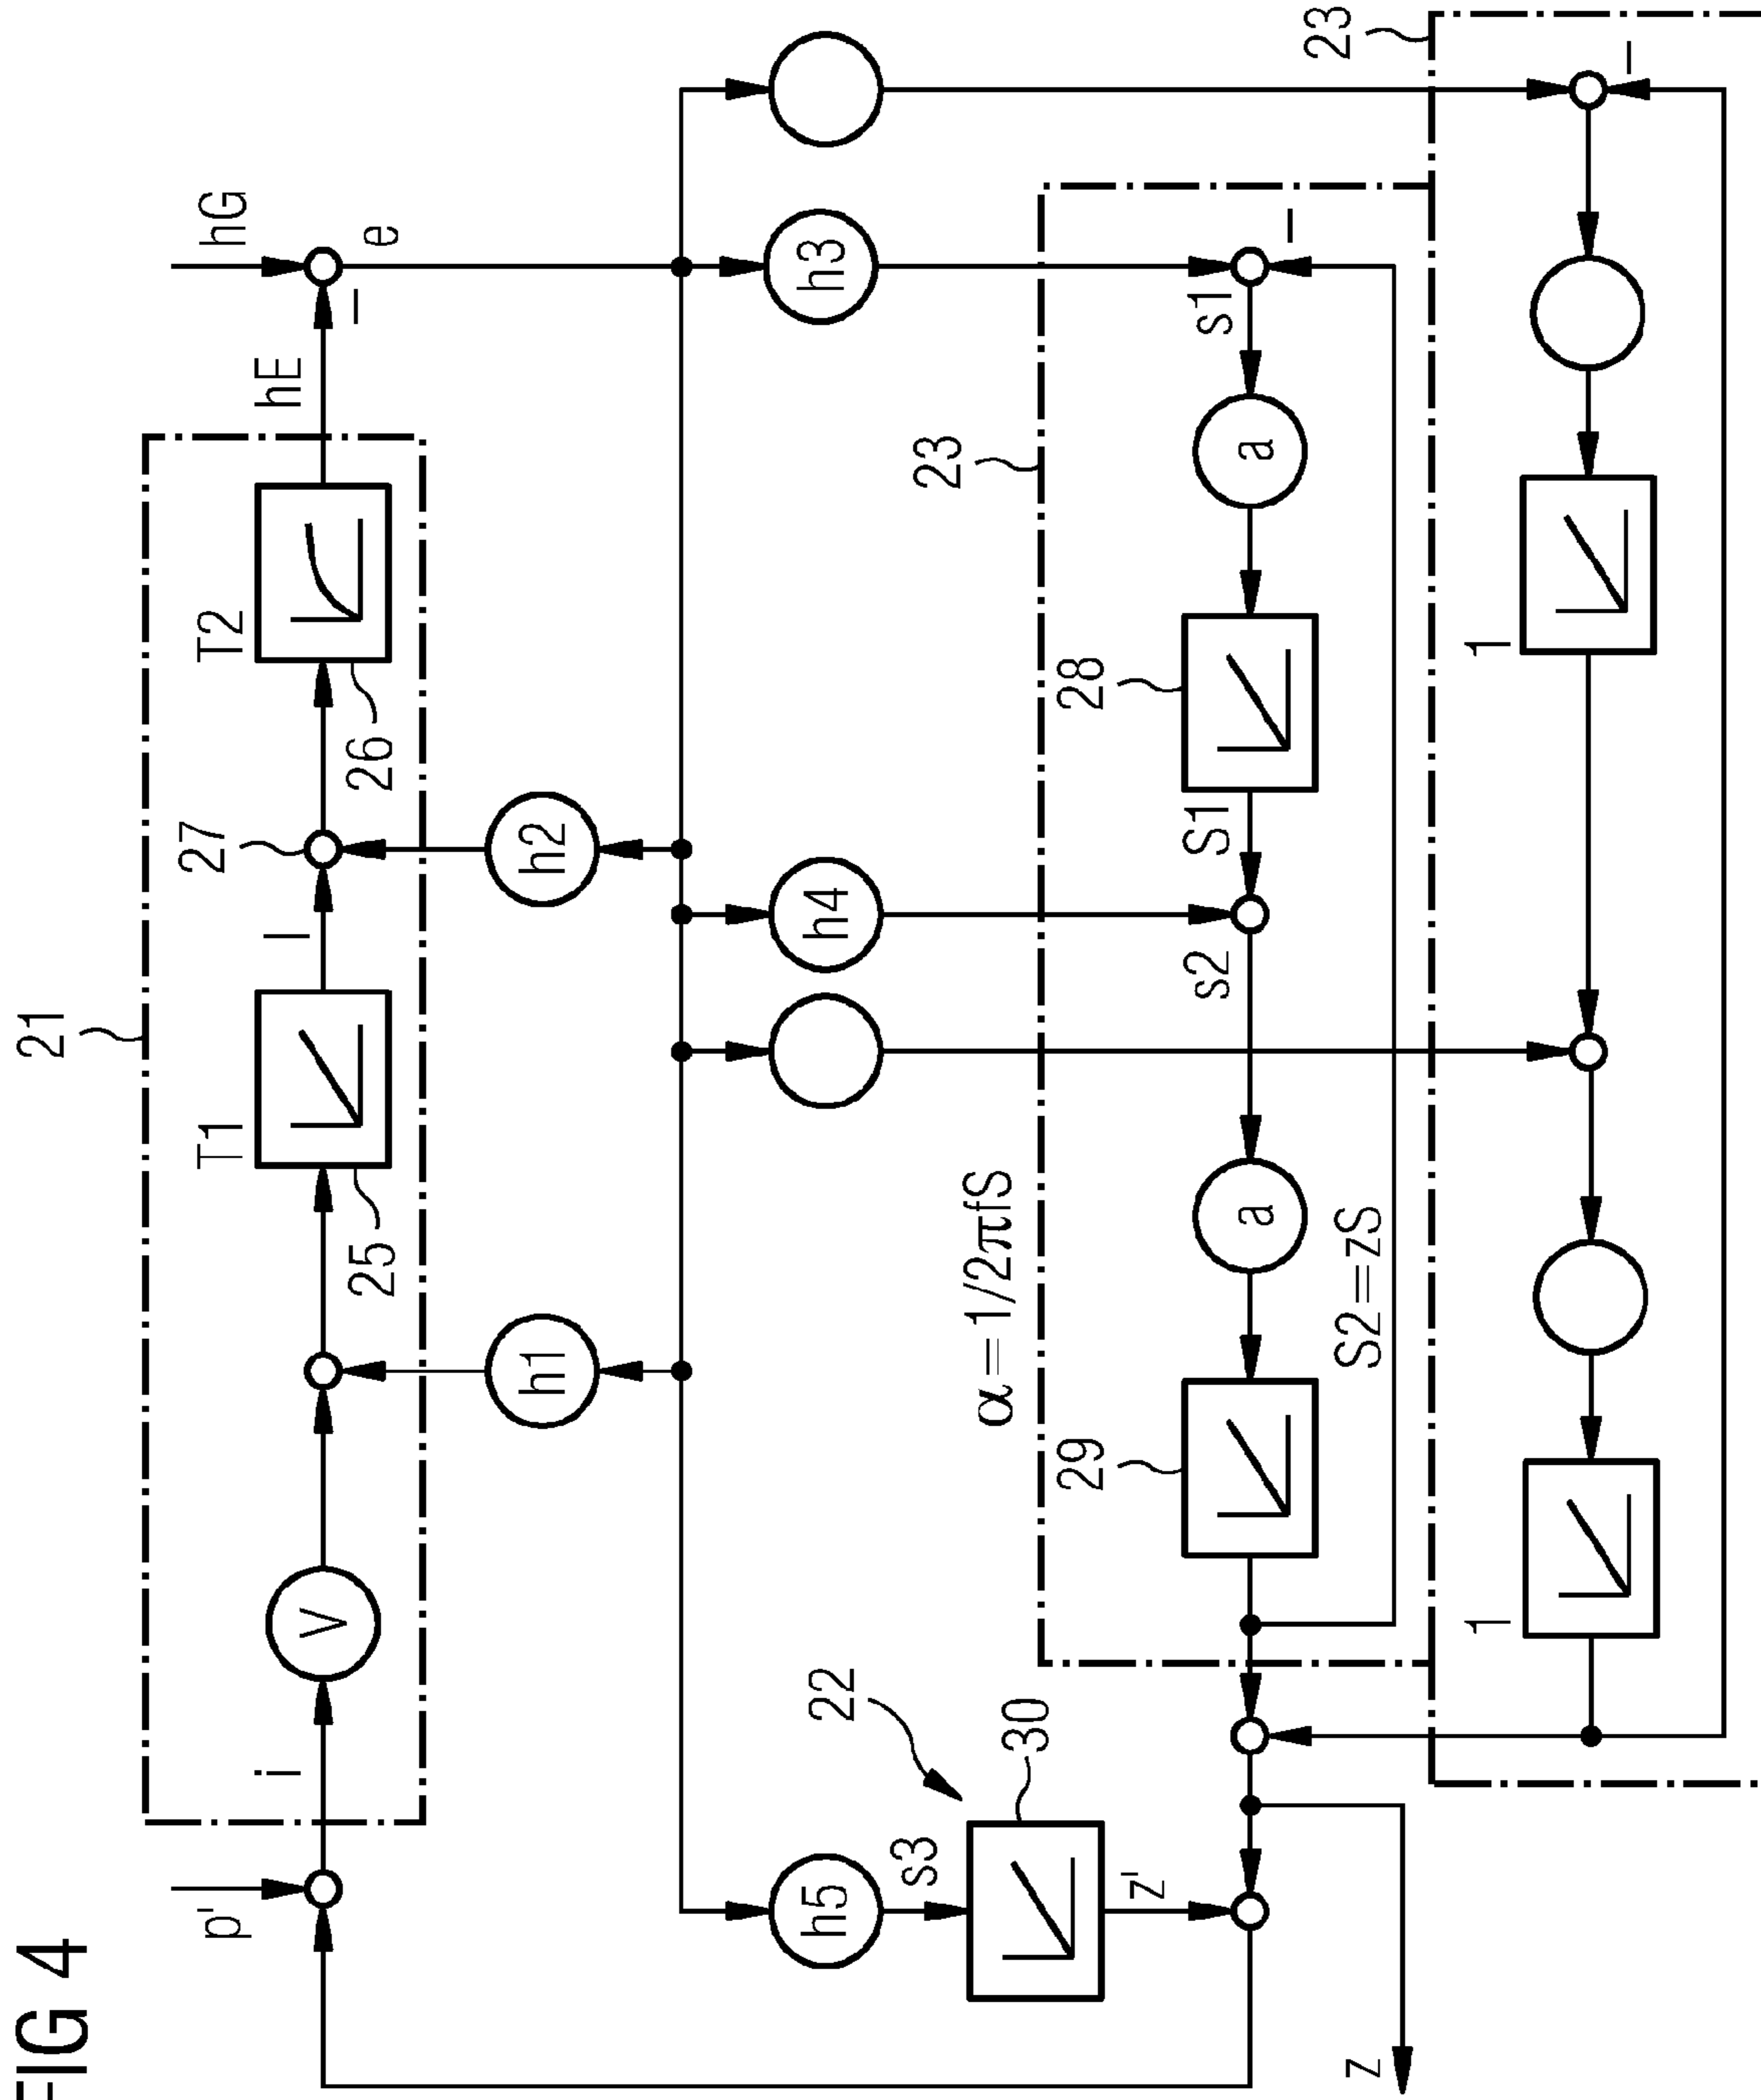 FIG 4
21
p'
T1
27
T2
hG
i
l
hE
V
–
25
26
e
h1
h2
22
h5
h4
h3
s3
23
α=1/2πfS
30
29
28
z'
s2
S1
s1
a
a
–
23
z
S2=zS
1
1
–